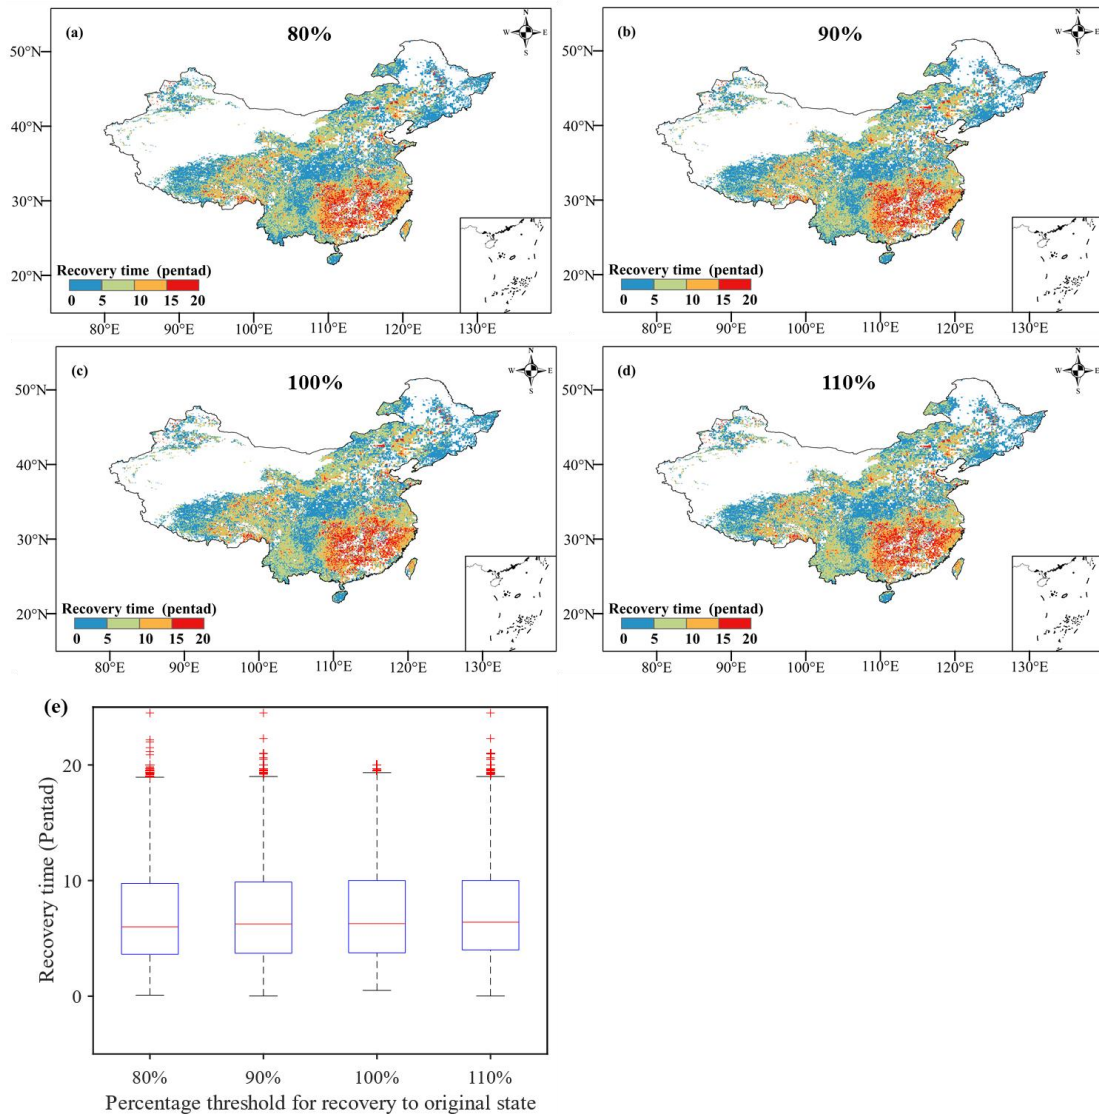 (a)
80%
N
W E
S
50°N
40°N
30°N
20°N
Recovery time (pentad)
0 5 10 15 20
80°E 90°E 100°E 110°E 120°E 130°E
(b)
90%
N
W E
S
50°N
40°N
30°N
20°N
Recovery time (pentad)
0 5 10 15 20
80°E 90°E 100°E 110°E 120°E 130°E
(c)
100%
N
W E
S
50°N
40°N
30°N
20°N
Recovery time (pentad)
0 5 10 15 20
80°E 90°E 100°E 110°E 120°E 130°E
(d)
110%
N
W E
S
50°N
40°N
30°N
20°N
Recovery time (pentad)
0 5 10 15 20
80°E 90°E 100°E 110°E 120°E 130°E
(e)
Recovery time (Pentad)
20
10
0
80% 90% 100% 110%
Percentage threshold for recovery to original state